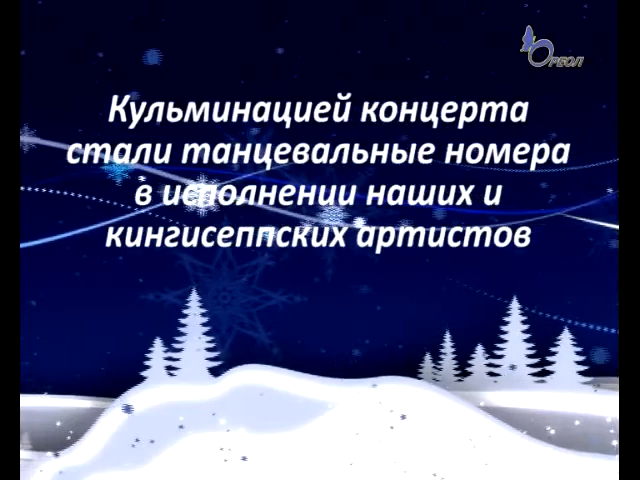 Ореол
Кульминацией концерта
стали танцевальные номера
в исполнении наших и
кингисеппских артистов